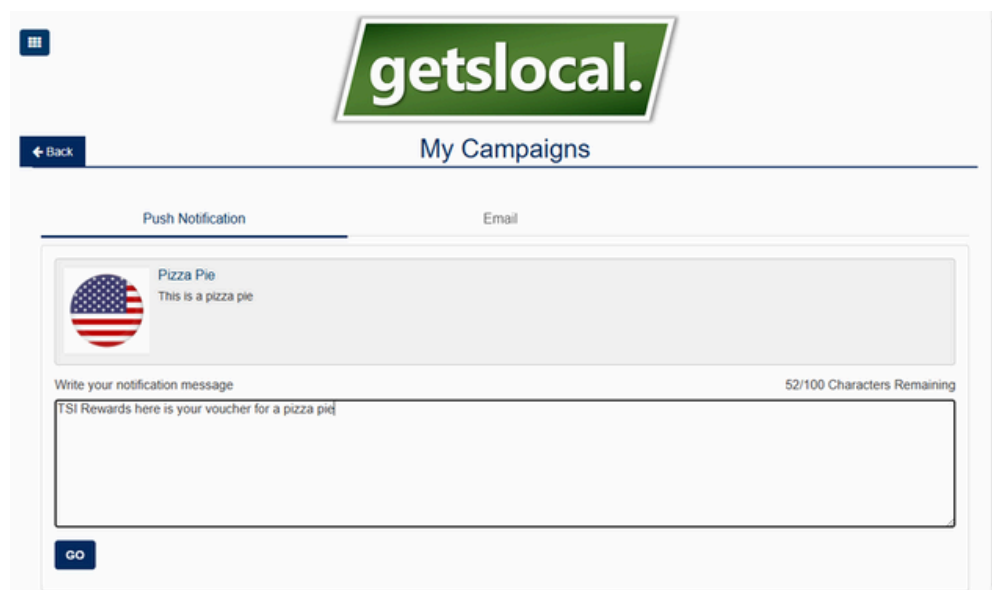 getslocal.
Back
My Campaigns
Push Notification
Email
Pizza Pie
This is a pizza pie
Write your notification message
52/100 Characters Remaining
TSI Rewards here is your voucher for a pizza pie
GO